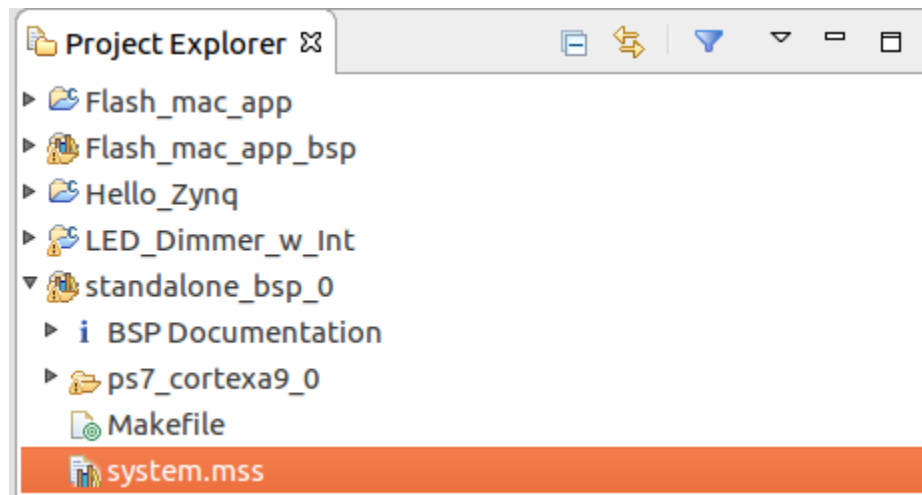 Project Explorer
Flash_mac_app
Flash_mac_app_bsp
Hello_Zynq
LED_Dimmer_w_Int
standalone_bsp_0
BSP Documentation
ps7_cortexa9_0
Makefile
system.mss